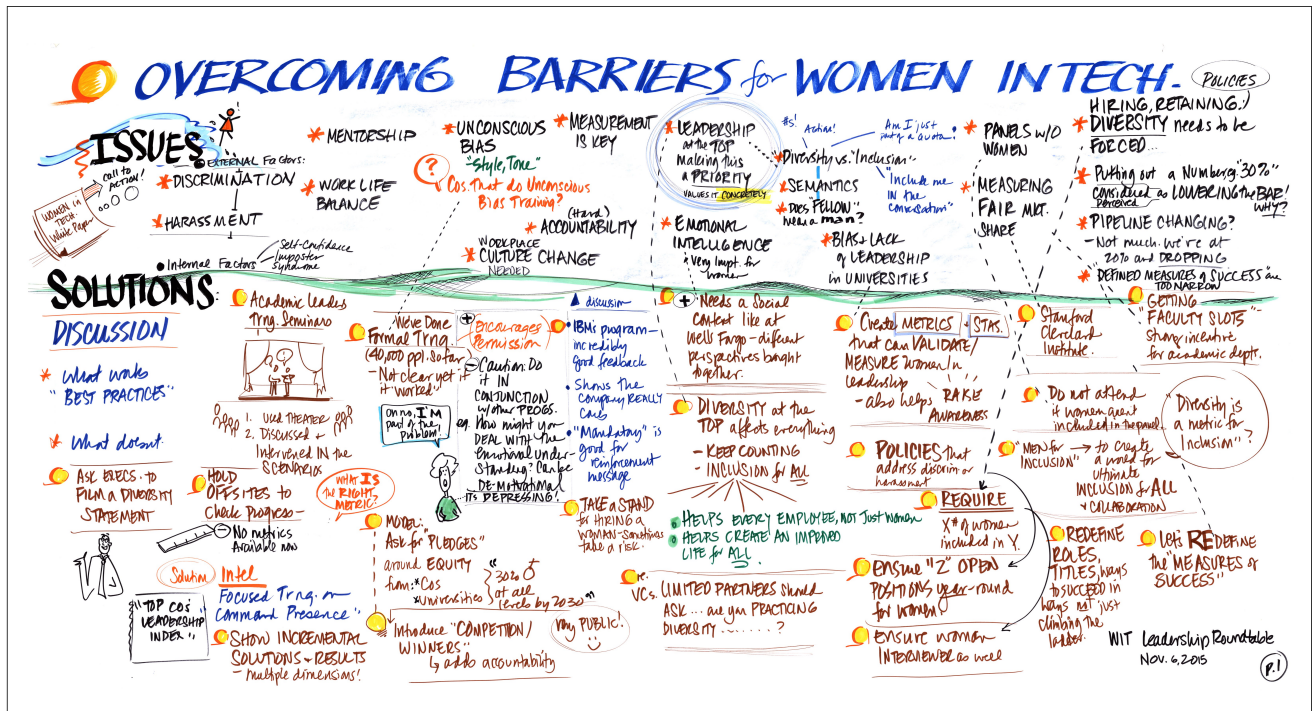 OVERCOMING BARRIERS for WOMEN IN TECH.
POLICIES
ISSUES
CALL TO
ACTION!
WOMEN in
TECH
White Paper
EXTERNAL Factors:
* DISCRIMINATION
* HARASSMENT
Internal Factors
Self-Confidence
Imposter
Syndrome
* MENTORSHIP
* WORK LIFE
BALANCE
* UNCONSCIOUS
BIAS
"Style, Tone"
?
Cos. That do Unconscious
Bias Training?
* MEASUREMENT
IS KEY
(Hard)
* ACCOUNTABILITY
WORKPLACE
* CULTURE CHANGE
NEEDED
* LEADERSHIP
at the TOP
Making this
a PRIORITY
VALUES IT CONCRETELY
* EMOTIONAL
INTELLIGENCE
* Very Impt. for
women
#s!
Action!
Am I just
part of a quota?
* Diversity vs. "Inclusion"
* SEMANTICS
* Does "FELLOW"
need a man?
"Include me
IN the
conversation"
* BIAS + LACK
of LEADERSHIP
in UNIVERSITIES
* PANELS W/O
WOMEN
* MEASURING
FAIR MKT.
SHARE
HIRING, RETAINING,
* DIVERSITY needs to be
FORCED...
* Putting out a Number eg. "30%"
considered as LOWERING the BAR!
perceived
WHY?
* PIPELINE CHANGING?
- Not much. We're at
20% and DROPPING
* DEFINED MEASURES of SUCCESS are
TOO NARROW
SOLUTIONS:
DISCUSSION
* What works
"BEST PRACTICES"
* What doesn't
ASK EXECS. to
FILM a DIVERSITY
STATEMENT
Academic Leaders
Trng. Seminars
1. USED THEATER
2. Discussed +
Intervened IN the
SCENARIOS
HOLD
OFFSITES to
Check Progress-
No metrics
Available now
Solution
Intel
Focused Trng. on
"Command Presence"
"TOP COs'
LEADERSHIP
INDEX"
SHOW INCREMENTAL
SOLUTIONS + RESULTS
- multiple dimensions!
We've Done
Formal Trng.
(40,000 ppl.) So far
- Not clear yet if
it "worked"
Oh no, I'M
part of the
problem!
WHAT IS
the RIGHT
METRIC?
+
Encourages
Permission
Caution: Do
it IN
CONJUNCTION
w/other PROGS.
eg. How might you
DEAL WITH the
Emotional under-
Standing? Can be
DE-Motivational
ITS DEPRESSING!
discussion
IBM's program-
incredibly
good feedback
Shows the
company REALLY
Cares
"Mandatory" is
good for
reinforcement
message
TAKE a STAND
for HIRING a
WOMAN-Sometimes
take a risk.
MODEL:
Ask for "PLEDGES"
around EQUITY
from: * Cos
* Universities
"30%
at all
levels by 2030"
Introduce "COMPETITION/
WINNERS"
adds accountability
Very PUBLIC!
+ Needs a Social
context like at
Wells Fargo-different
perspectives bought
together.
DIVERSITY at the
TOP affects everything
- KEEP COUNTING
- INCLUSION for ALL
HELPS EVERY EMPLOYEE, NOT Just Women
HELPS CREATE AN IMPROVED
LIFE for ALL
re.
VCs.
LIMITED PARTNERS Should
ASK... are you PRACTICING
DIVERSITY........?
Create METRICS + STAS.
that can VALIDATE/
MEASURE Women/in
leadership
- also helps RAISE
AWARENESS
POLICIES that
address discrim or
harassment
REQUIRE
X # of women
included in Y.
Ensure "Z" OPEN
POSITIONS year-round
for women
Ensure woman
INTERVIEWER as well
Stanford
Clerland
Institute.
GETTING
"FACULTY SLOTS"-
Strong incentive
for academic depts.
Do not attend
if women aren't
included in the panel.
"Diversity is
a metric for
Inclusion"?
"MEN for
INCLUSION"
to create
a world for
ultimate
INCLUSION for ALL
+ COLLABORATION
REDEFINE
ROLES,
TITLES, ways
to SUCCEED in
ways not just
climbing the
ladder.
Let's REDEFINE
the "MEASURES of
SUCCESS"
WIT Leadership Roundtable
NOV. 6, 2015
p.1